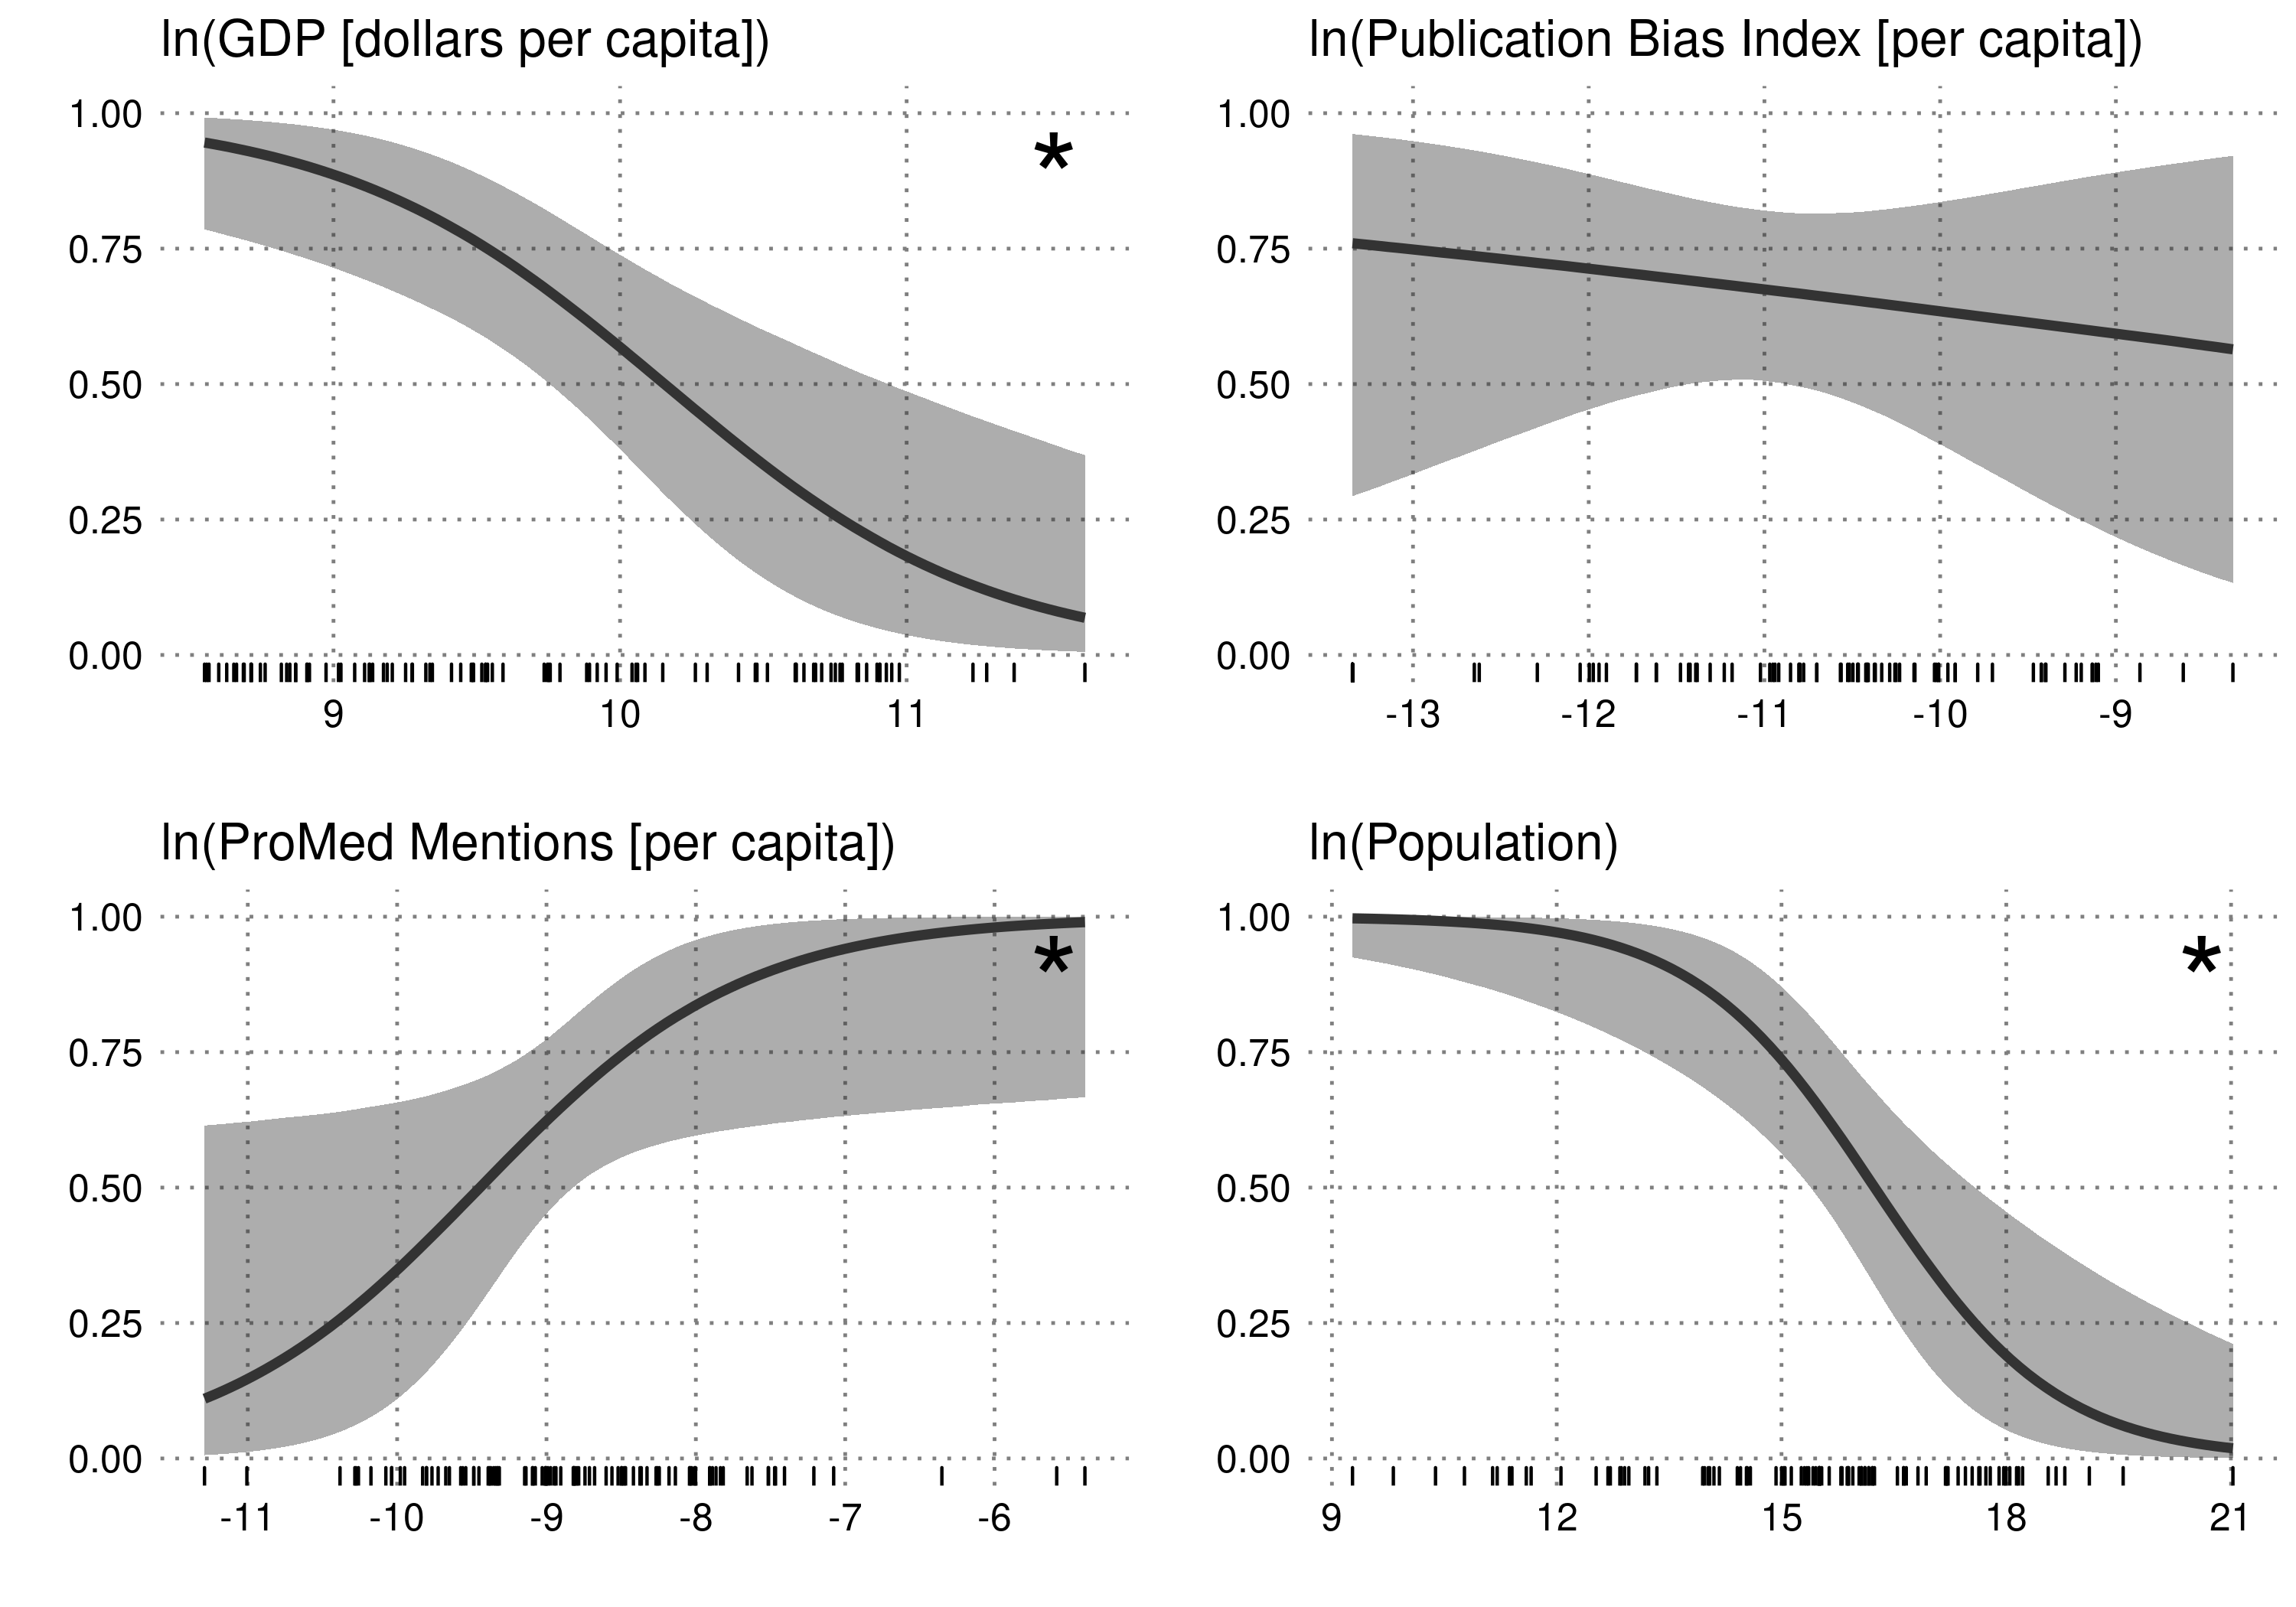 ln(GDP [dollars per capita])
1.00
0.75
0.50
0.25
0.00
9 10 11
*
ln(Publication Bias Index [per capita])
1.00
0.75
0.50
0.25
0.00
-13 -12 -11 -10 -9
ln(ProMed Mentions [per capita])
1.00
0.75
0.50
0.25
0.00
-11 -10 -9 -8 -7 -6
*
ln(Population)
1.00
0.75
0.50
0.25
0.00
9 12 15 18 21
*